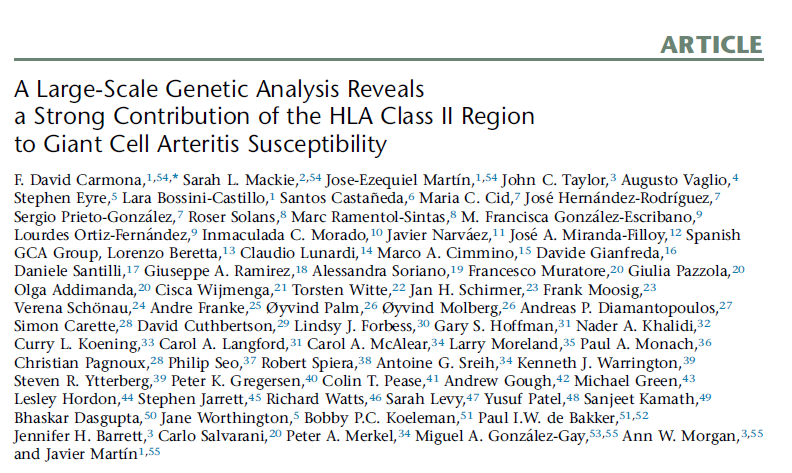 ARTICLE
A Large-Scale Genetic Analysis Reveals
a Strong Contribution of the HLA Class II Region
to Giant Cell Arteritis Susceptibility
F. David Carmona,1,54,* Sarah L. Mackie,2,54 Jose-Ezequiel Martín,1,54 John C. Taylor,3 Augusto Vaglio,4
Stephen Eyre,5 Lara Bossini-Castillo,1 Santos Castañeda,6 Maria C. Cid,7 José Hernández-Rodríguez,7
Sergio Prieto-González,7 Roser Solans,8 Marc Ramentol-Sintas,8 M. Francisca González-Escribano,9
Lourdes Ortiz-Fernández,9 Inmaculada C. Morado,10 Javier Narváez,11 José A. Miranda-Filloy,12 Spanish
GCA Group, Lorenzo Beretta,13 Claudio Lunardi,14 Marco A. Cimmino,15 Davide Gianfreda,16
Daniele Santilli,17 Giuseppe A. Ramirez,18 Alessandra Soriano,19 Francesco Muratore,20 Giulia Pazzola,20
Olga Addimanda,20 Cisca Wijmenga,21 Torsten Witte,22 Jan H. Schirmer,23 Frank Moosig,23
Verena Schönau,24 Andre Franke,25 Øyvind Palm,26 Øyvind Molberg,26 Andreas P. Diamantopoulos,27
Simon Carette,28 David Cuthbertson,29 Lindsy J. Forbess,30 Gary S. Hoffman,31 Nader A. Khalidi,32
Curry L. Koening,33 Carol A. Langford,31 Carol A. McAlear,34 Larry Moreland,35 Paul A. Monach,36
Christian Pagnoux,28 Philip Seo,37 Robert Spiera,38 Antoine G. Sreih,34 Kenneth J. Warrington,39
Steven R. Ytterberg,39 Peter K. Gregersen,40 Colin T. Pease,41 Andrew Gough,42 Michael Green,43
Lesley Hordon,44 Stephen Jarrett,45 Richard Watts,46 Sarah Levy,47 Yusuf Patel,48 Sanjeet Kamath,49
Bhaskar Dasgupta,50 Jane Worthington,5 Bobby P.C. Koeleman,51 Paul I.W. de Bakker,51,52
Jennifer H. Barrett,3 Carlo Salvarani,20 Peter A. Merkel,34 Miguel A. González-Gay,53,55 Ann W. Morgan,3,55
and Javier Martín1,55